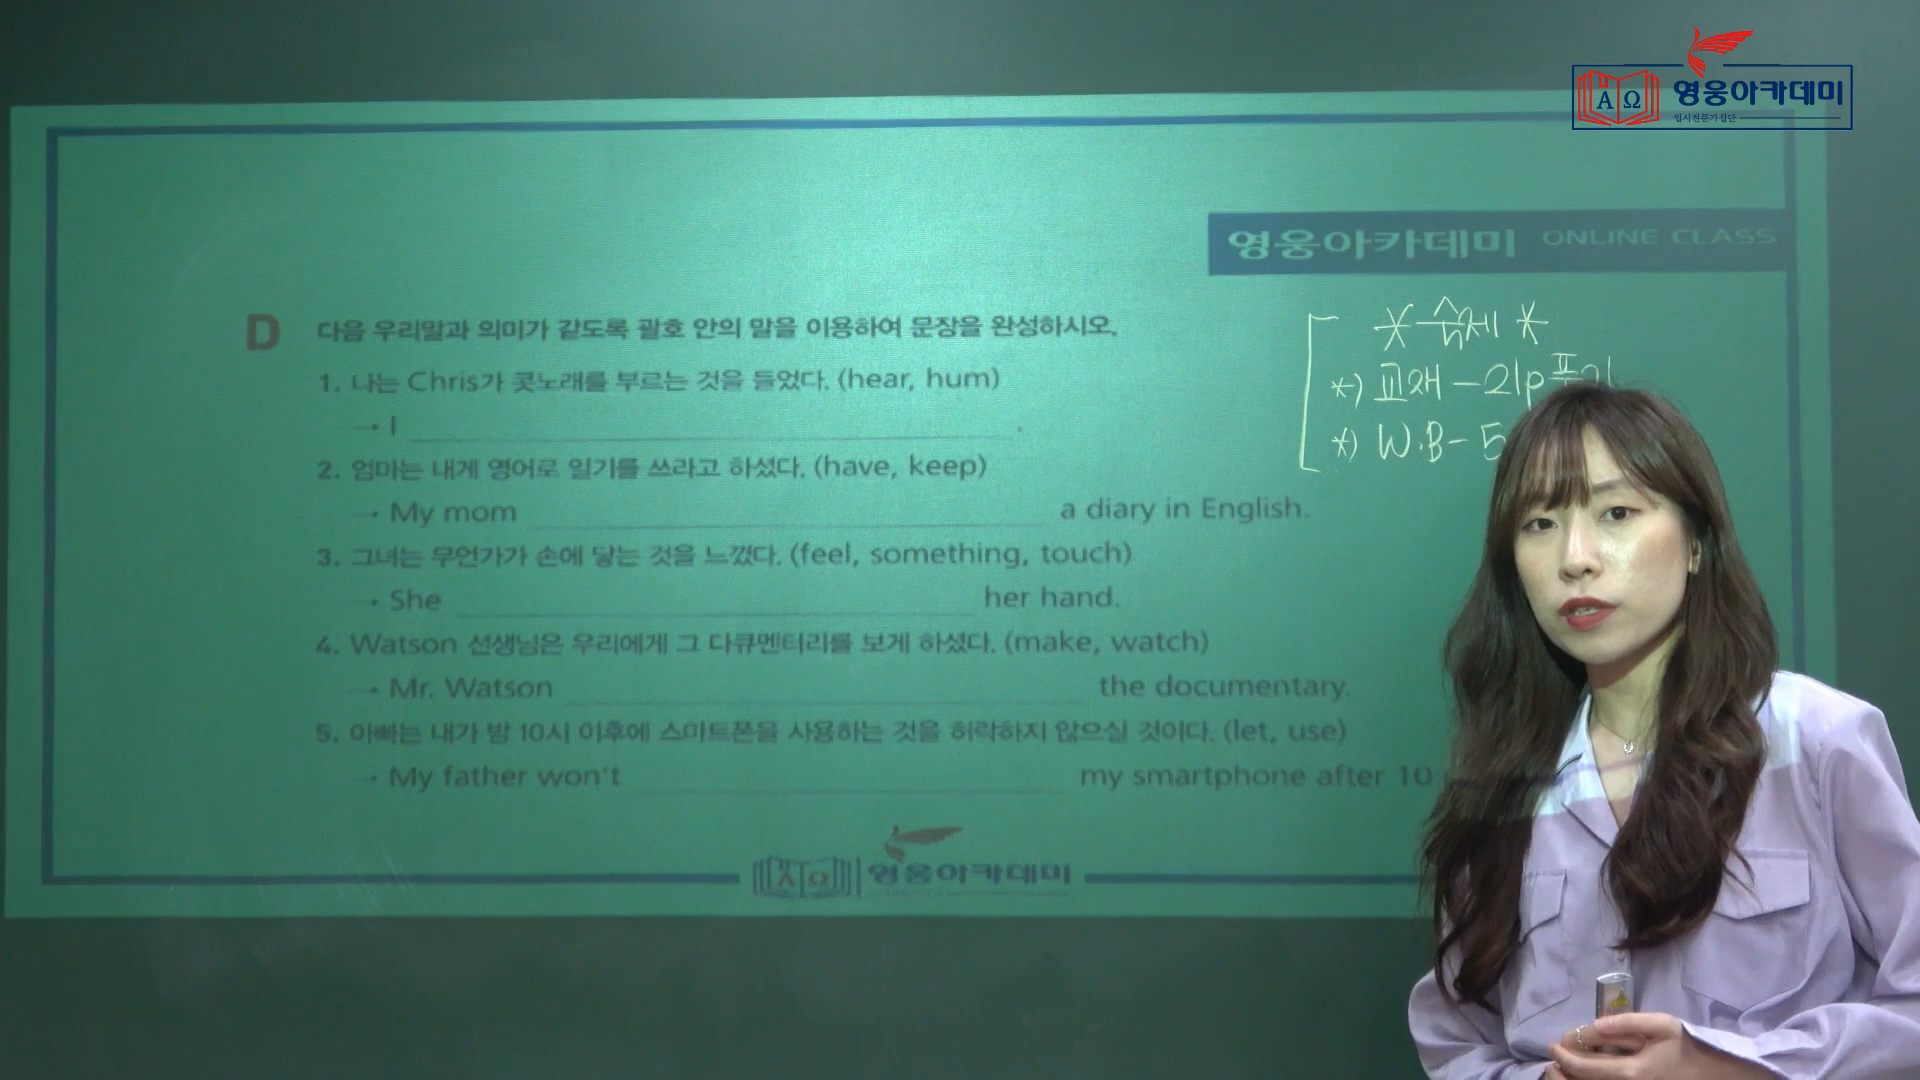 영웅아카데미
입시전문가집단
영웅아카데미 ONLINE CLASS
*숙제*
*) 교재 - 21p 풀기
*) W.B - 5
D 다음 우리말과 의미가 같도록 괄호 안의 말을 이용하여 문장을 완성하시오.
1. 나는 Chris가 콧노래를 부르는 것을 들었다. (hear, hum)
→ I .
2. 엄마는 내게 영어로 일기를 쓰라고 하셨다. (have, keep)
→ My mom a diary in English.
3. 그녀는 무언가가 손에 닿는 것을 느꼈다. (feel, something, touch)
→ She her hand.
4. Watson 선생님은 우리에게 그 다큐멘터리를 보게 하셨다. (make, watch)
→ Mr. Watson the documentary.
5. 아빠는 내가 밤 10시 이후에 스마트폰을 사용하는 것을 허락하지 않으실 것이다. (let, use)
→ My father won't my smartphone after 10
영웅아카데미